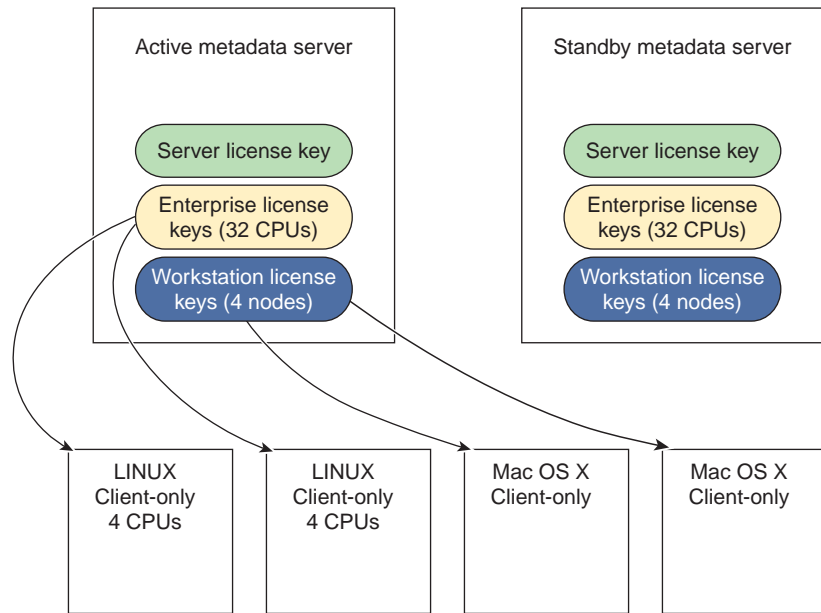 Active metadata server
Server license key
Enterprise license
keys (32 CPUs)
Workstation license
keys (4 nodes)
Standby metadata server
Server license key
Enterprise license
keys (32 CPUs)
Workstation license
keys (4 nodes)
LINUX
Client-only
4 CPUs
LINUX
Client-only
4 CPUs
Mac OS X
Client-only
Mac OS X
Client-only